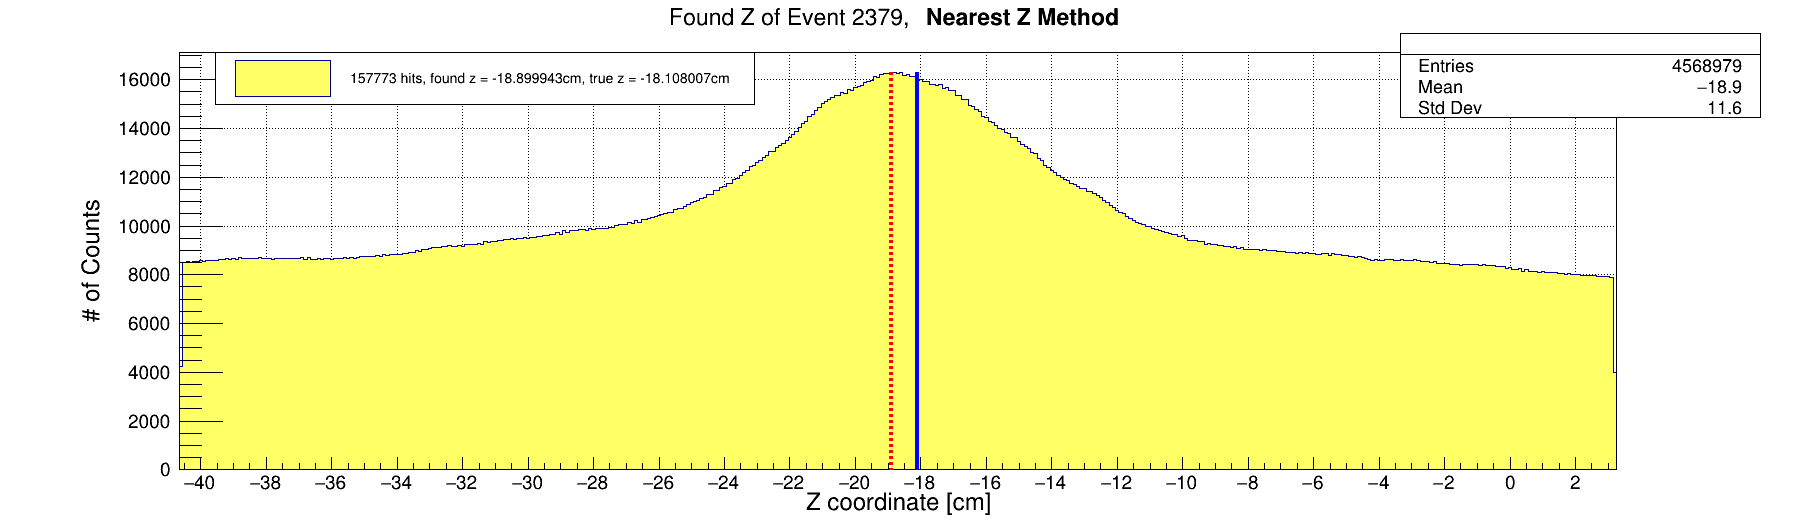 Found Z of Event 2379, Nearest Z Method
157773 hits, found z = -18.899943cm, true z = -18.108007cm
Entries 4568979
Mean −18.9
Std Dev 11.6
# of Counts
16000
14000
12000
10000
8000
6000
4000
2000
0
−40 −38 −36 −34 −32 −30 −28 −26 −24 −22 −20 −18 −16 −14 −12 −10 −8 −6 −4 −2 0 2
Z coordinate [cm]